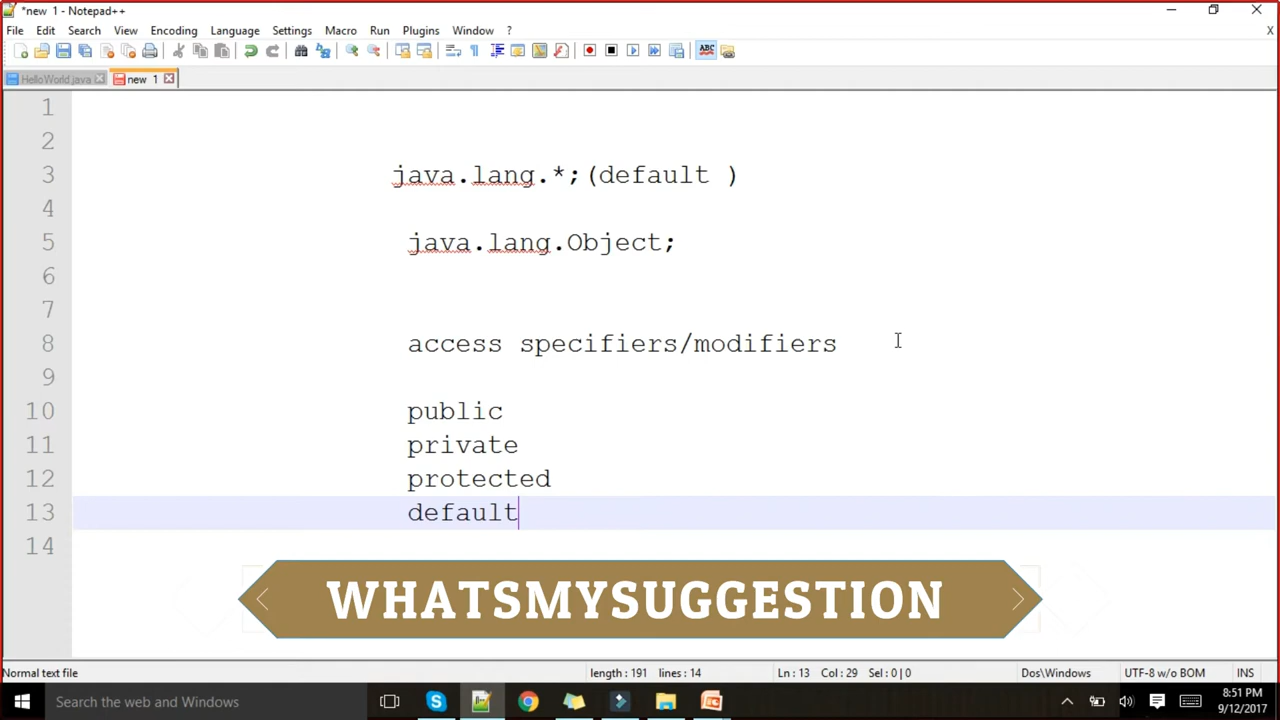 *new 1 - Notepad++
File Edit Search View Encoding Language Settings Macro Run Plugins Window ? X
ABC
HelloWorld.java new 1
1
2
3 java.lang.*;(default )
4
5 java.lang.Object;
6
7
8 access specifiers/modifiers
9
10 public
11 private
12 protected
13 default
14
WHATSMYSUGGESTION
Normal text file length : 191 lines : 14 Ln : 13 Col : 29 Sel : 0 | 0 Dos\Windows UTF-8 w/o BOM INS
Search the web and Windows 8:51 PM
9/12/2017